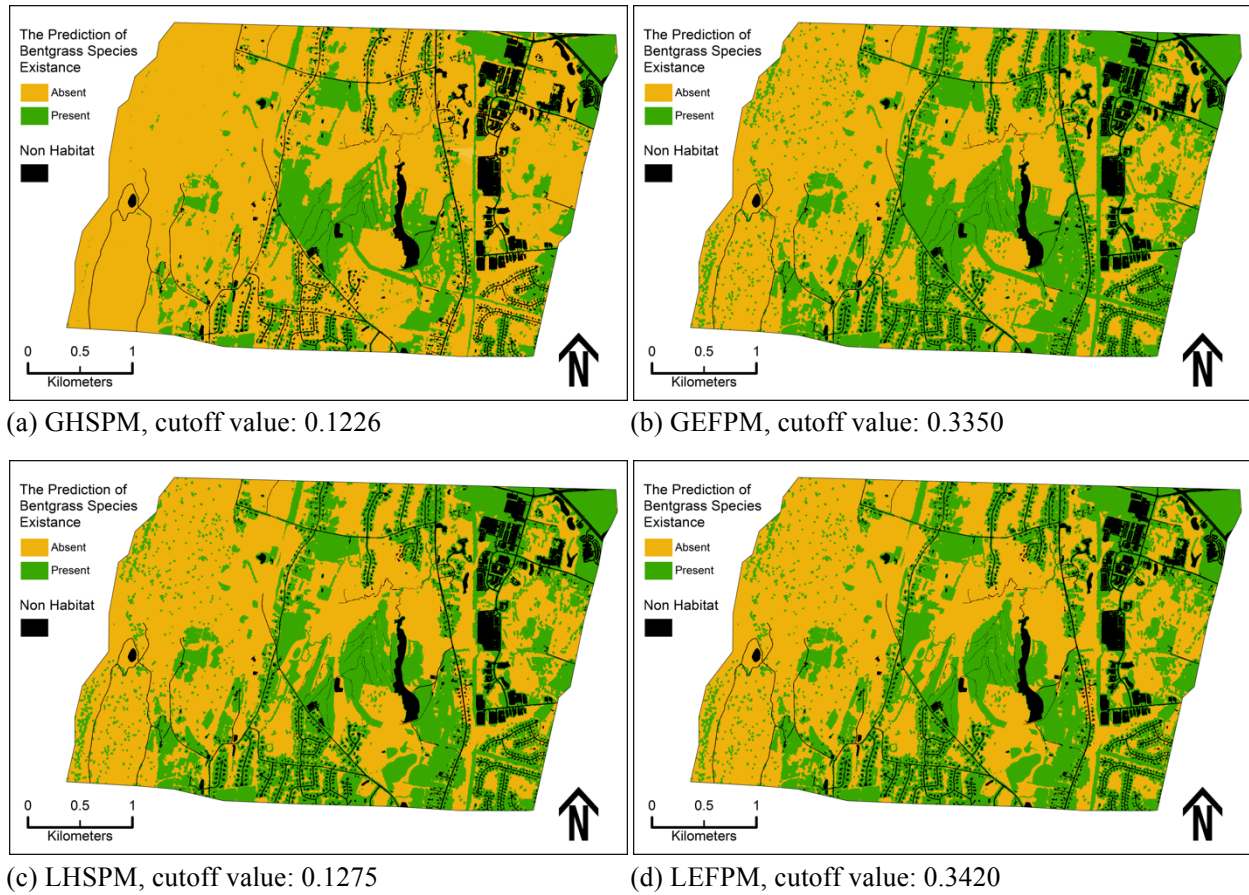 The Prediction of
Bentgrass Species
Existance
Absent
Present
Non Habitat
0 0.5 1
Kilometers
N
(a) GHSPM, cutoff value: 0.1226
The Prediction of
Bentgrass Species
Existance
Absent
Present
Non Habitat
0 0.5 1
Kilometers
N
(b) GEFPM, cutoff value: 0.3350
The Prediction of
Bentgrass Species
Existance
Absent
Present
Non Habitat
0 0.5 1
Kilometers
N
(c) LHSPM, cutoff value: 0.1275
The Prediction of
Bentgrass Species
Existance
Absent
Present
Non Habitat
0 0.5 1
Kilometers
N
(d) LEFPM, cutoff value: 0.3420